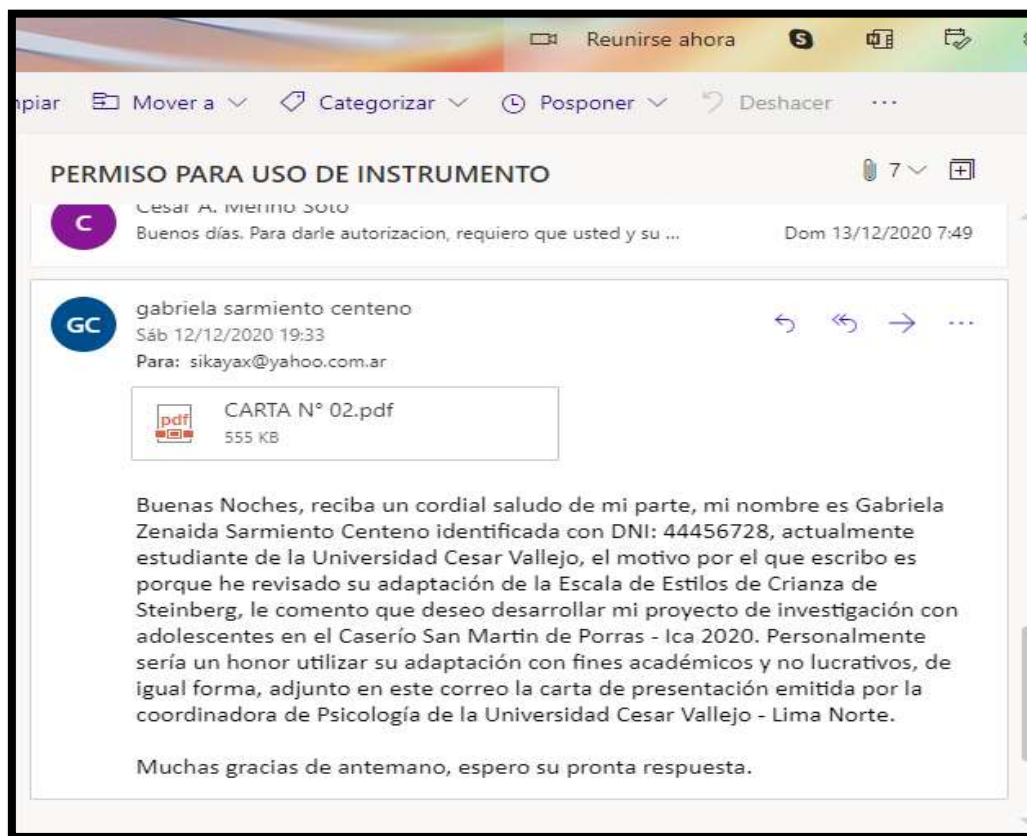 Reunirse ahora
Mover a
Categorizar
Posponer
Deshacer
...
PERMISO PARA USO DE INSTRUMENTO
7
C
Cesar A. Merino Soto
Buenos días. Para darle autorizacion, requiero que usted y su ...
Dom 13/12/2020 7:49
GC
gabriela sarmiento centeno
Sáb 12/12/2020 19:33
Para: sikayax@yahoo.com.ar
pdf
CARTA N° 02.pdf
555 KB
Buenas Noches, reciba un cordial saludo de mi parte, mi nombre es Gabriela
Zenaida Sarmiento Centeno identificada con DNI: 44456728, actualmente
estudiante de la Universidad Cesar Vallejo, el motivo por el que escribo es
porque he revisado su adaptación de la Escala de Estilos de Crianza de
Steinberg, le comento que deseo desarrollar mi proyecto de investigación con
adolescentes en el Caserío San Martin de Porras - Ica 2020. Personalmente
sería un honor utilizar su adaptación con fines académicos y no lucrativos, de
igual forma, adjunto en este correo la carta de presentación emitida por la
coordinadora de Psicología de la Universidad Cesar Vallejo - Lima Norte.
Muchas gracias de antemano, espero su pronta respuesta.